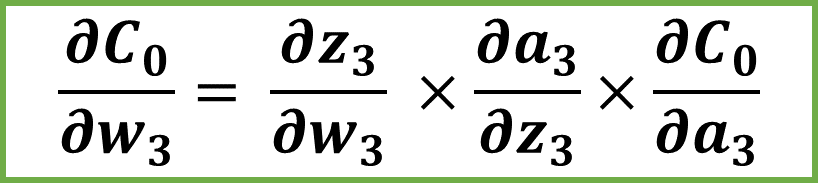 ∂C₀/∂w₃ = ∂z₃/∂w₃ × ∂a₃/∂z₃ × ∂C₀/∂a₃